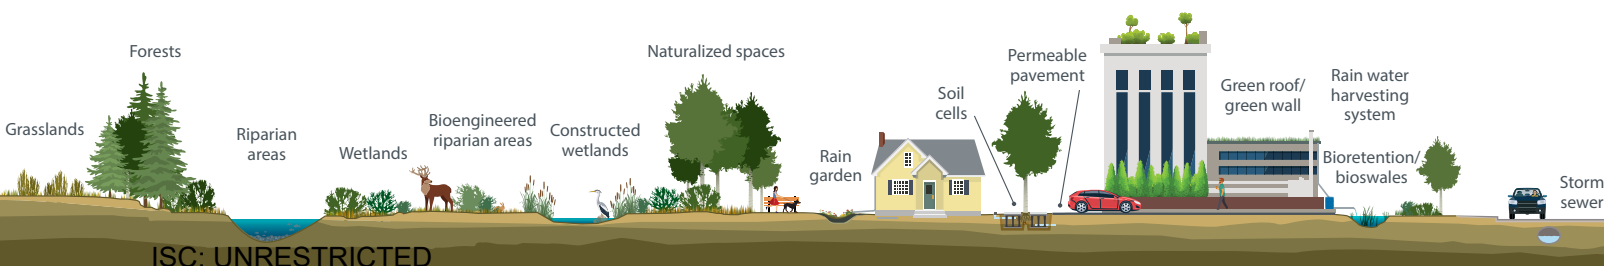 Grasslands
Forests
Riparian
areas
Wetlands
Bioengineered
riparian areas
Constructed
wetlands
Naturalized spaces
Rain
garden
Soil
cells
Permeable
pavement
Green roof/
green wall
Rain water
harvesting
system
Bioretention/
bioswales
Storm
sewer
ISC: UNRESTRICTED